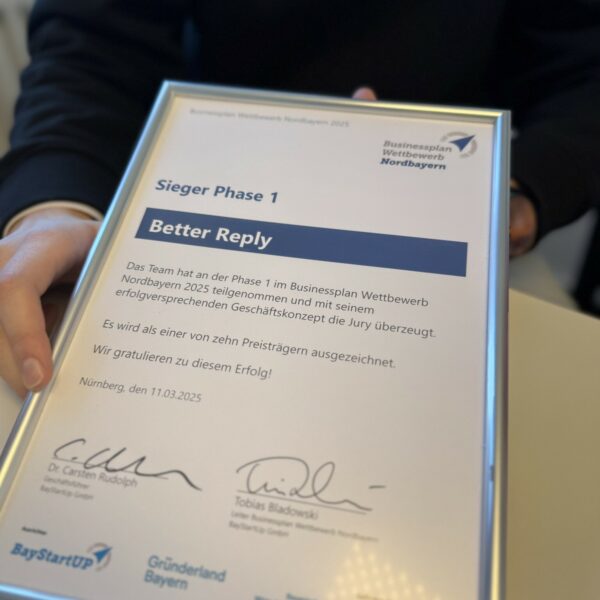 Businessplan Wettbewerb Nordbayern 2025
Businessplan
Wettbewerb
Nordbayern
Sieger Phase 1
Better Reply
Das Team hat an der Phase 1 im Businessplan Wettbewerb
Nordbayern 2025 teilgenommen und mit seinem
erfolgversprechenden Geschäftskonzept die Jury überzeugt.
Es wird als einer von zehn Preisträgern ausgezeichnet.
Wir gratulieren zu diesem Erfolg!
Nürnberg, den 11.03.2025
Dr. Carsten Rudolph
Geschäftsführer
BayStartUP GmbH
Tobias Bladowski
Leiter Businessplan Wettbewerb Nordbayern
BayStartUP GmbH
BayStartUP
Gründerland
Bayern